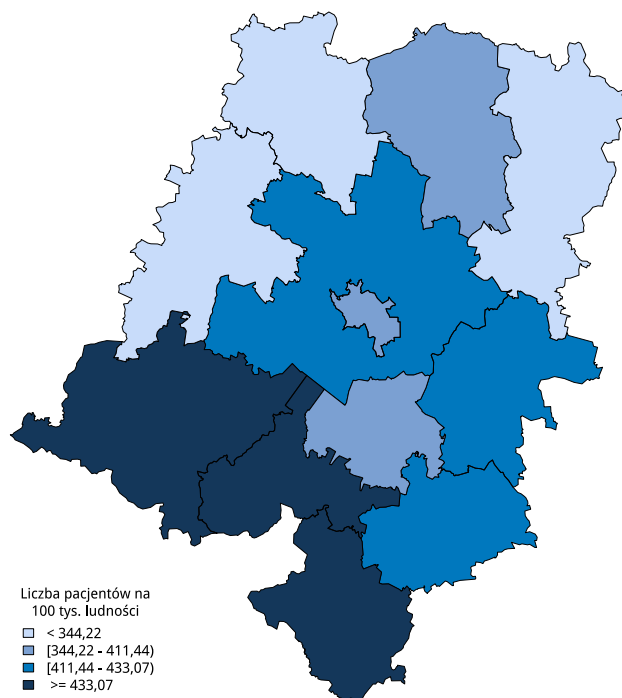 Liczba pacjentów na
100 tys. ludności
< 344,22
[344,22 - 411,44)
[411,44 - 433,07)
>= 433,07